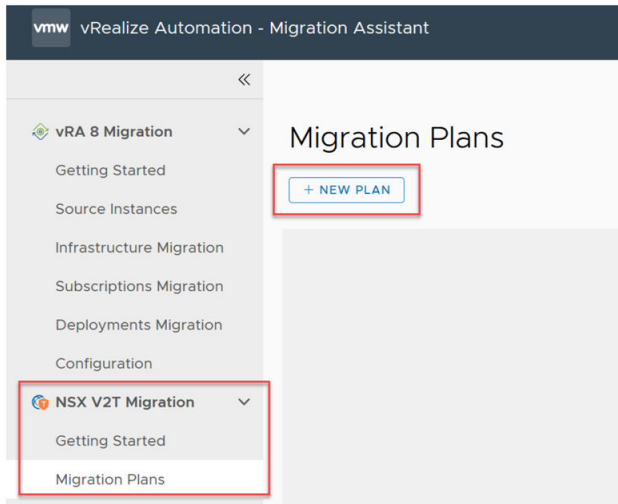 vmw vRealize Automation - Migration Assistant
vRA 8 Migration
Getting Started
Source Instances
Infrastructure Migration
Subscriptions Migration
Deployments Migration
Configuration
NSX V2T Migration
Getting Started
Migration Plans
Migration Plans
+ NEW PLAN